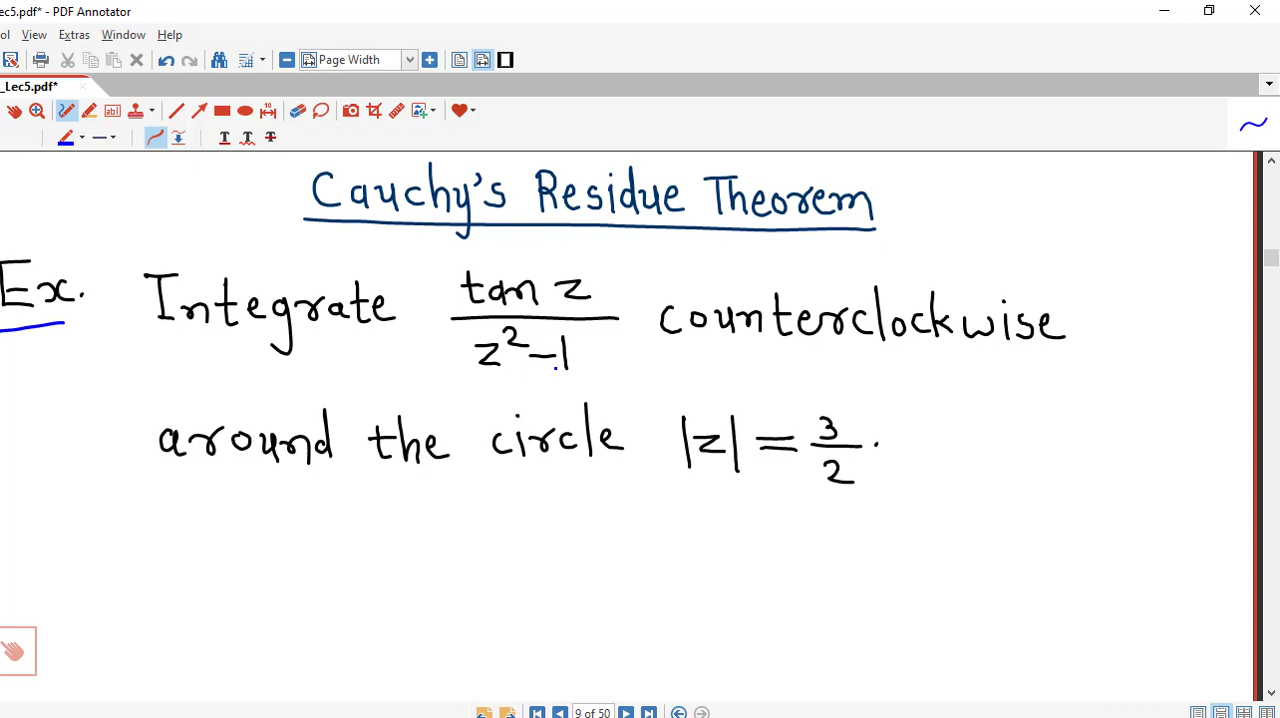 ec5.pdf* - PDF Annotator
ol View Extras Window Help
Page Width
_Lec5.pdf*
Cauchy's Residue Theorem
Ex. Integrate tan z / z² - 1 counterclockwise
around the circle |z| = 3/2 .
9 of 50